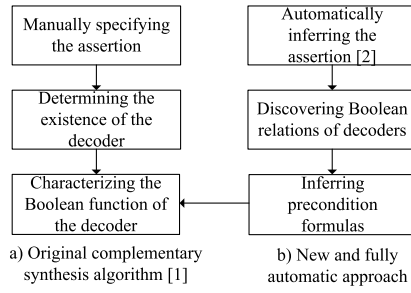 Manually specifying
the assertion
Determining the
existence of the
decoder
Characterizing the
Boolean function of
the decoder
a) Original complementary
synthesis algorithm [1]
Automatically
inferring the
assertion [2]
Discovering Boolean
relations of decoders
Inferring
precondition
formulas
b) New and fully
automatic approach